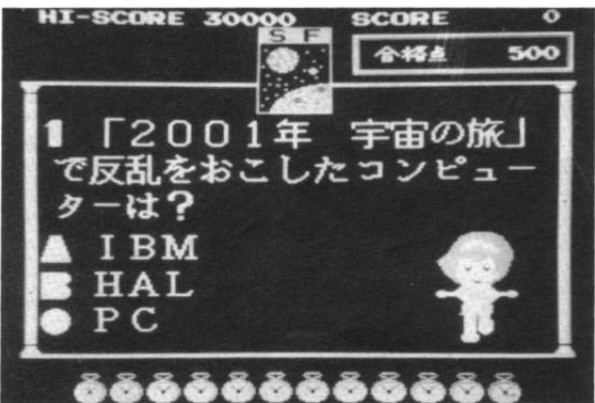 HI-SCORE 30000 SCORE 0
SF
合格点 500
1 「2001年 宇宙の旅」
で反乱をおこしたコンピュー
ターは?
A IBM
B HAL
● PC